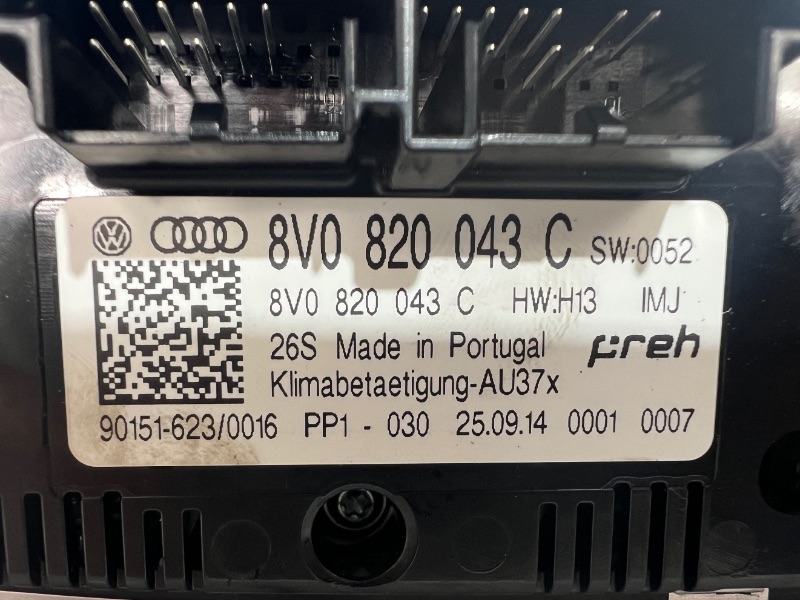 8V0 820 043 C SW:0052
8V0 820 043 C HW:H13 IMJ
26S Made in Portugal preh
Klimabetaetigung-AU37x
90151-623/0016 PP1 - 030 25.09.14 0001 0007